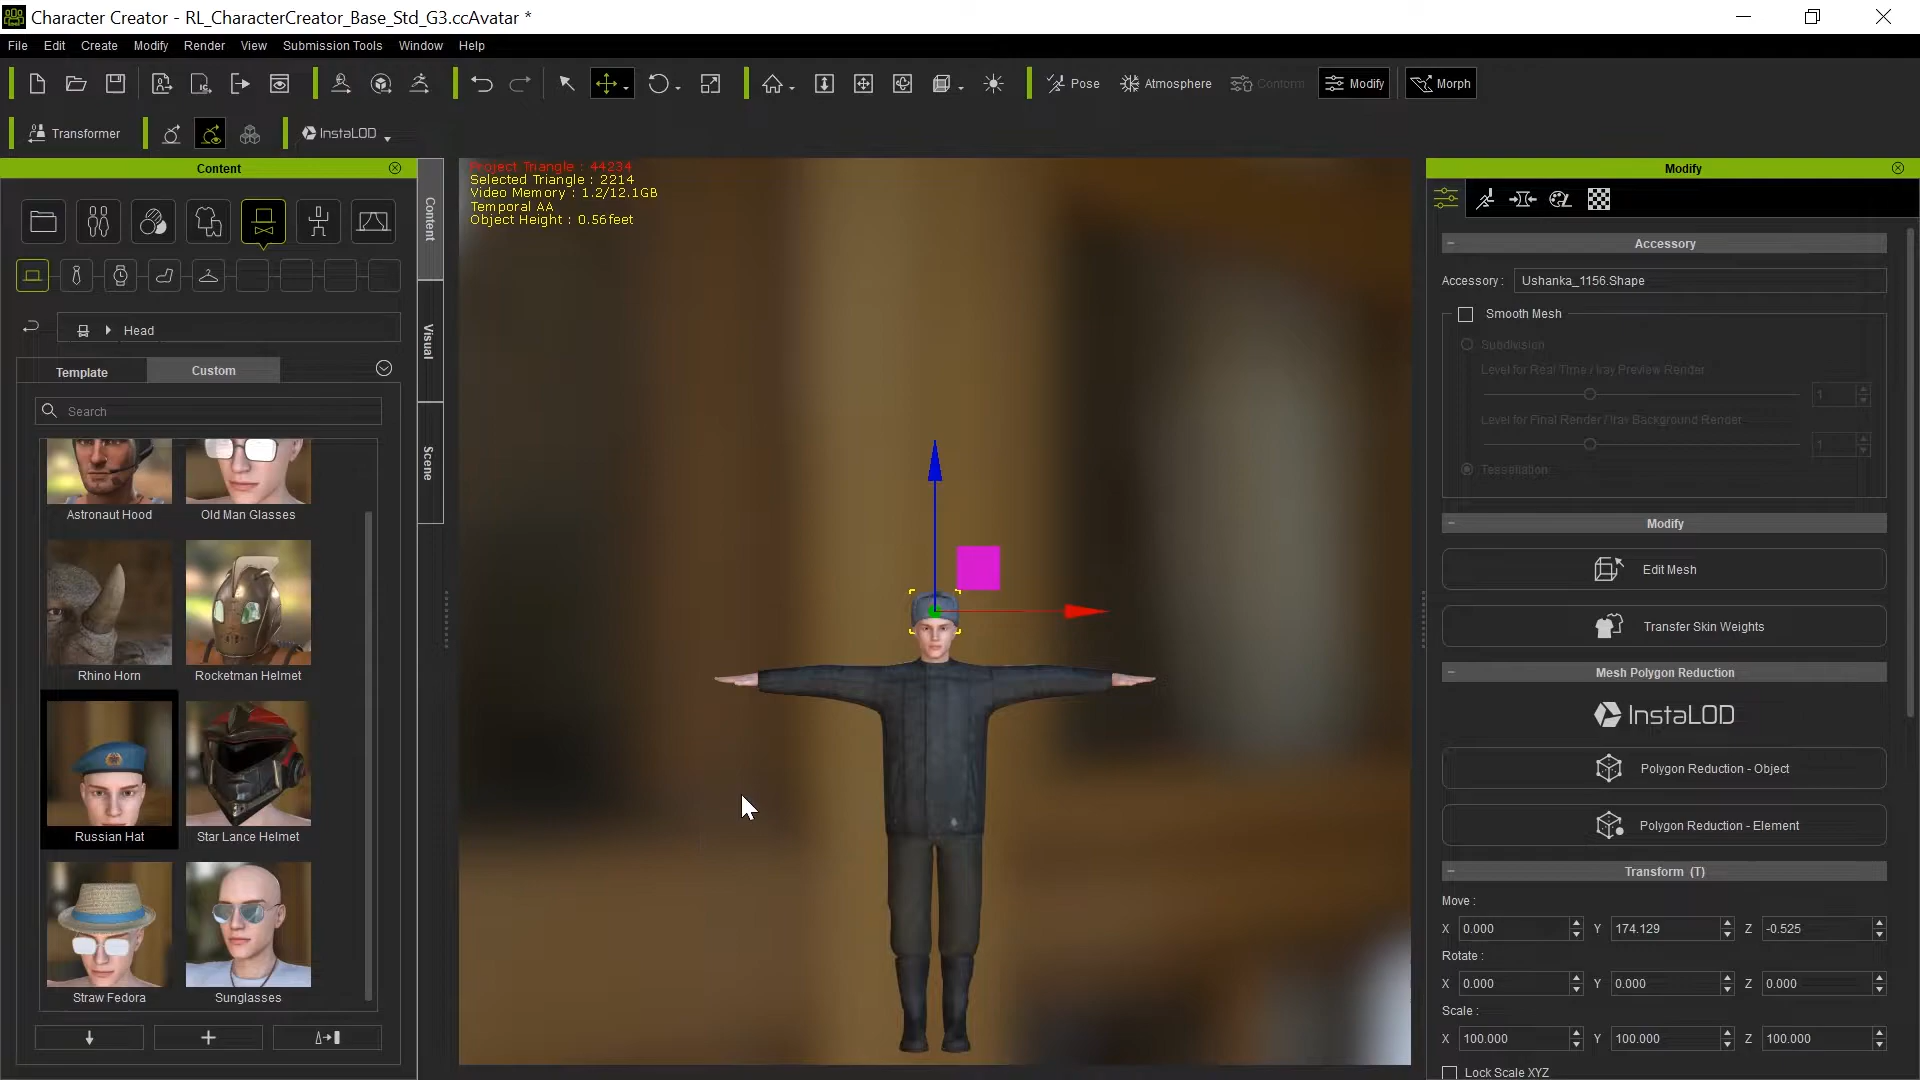 Character Creator - RL_CharacterCreator_Base_Std_G3.ccAvatar *
File Edit Create Modify Render View Submission Tools Window Help
Pose Atmosphere Conform Modify Morph
Transformer InstaLOD
Content
Content
Visual
Scene
Head
Template Custom
Search
Astronaut Hood Old Man Glasses
Rhino Horn Rocketman Helmet
Russian Hat Star Lance Helmet
Straw Fedora Sunglasses
Project Triangle : 44234
Selected Triangle : 2214
Video Memory : 1.2/12.1GB
Temporal AA
Object Height : 0.56feet
Modify
Accessory
Accessory : Ushanka_1156.Shape
Smooth Mesh
Subdivision
Level for Real Time / Iray Preview Render
1
Level for Final Render / Iray Background Render
1
Tessellation
Modify
Edit Mesh
Transfer Skin Weights
Mesh Polygon Reduction
InstaLOD
Polygon Reduction - Object
Polygon Reduction - Element
Transform (T)
Move :
X 0.000 Y 174.129 Z -0.525
Rotate :
X 0.000 Y 0.000 Z 0.000
Scale :
X 100.000 Y 100.000 Z 100.000
Lock Scale XYZ